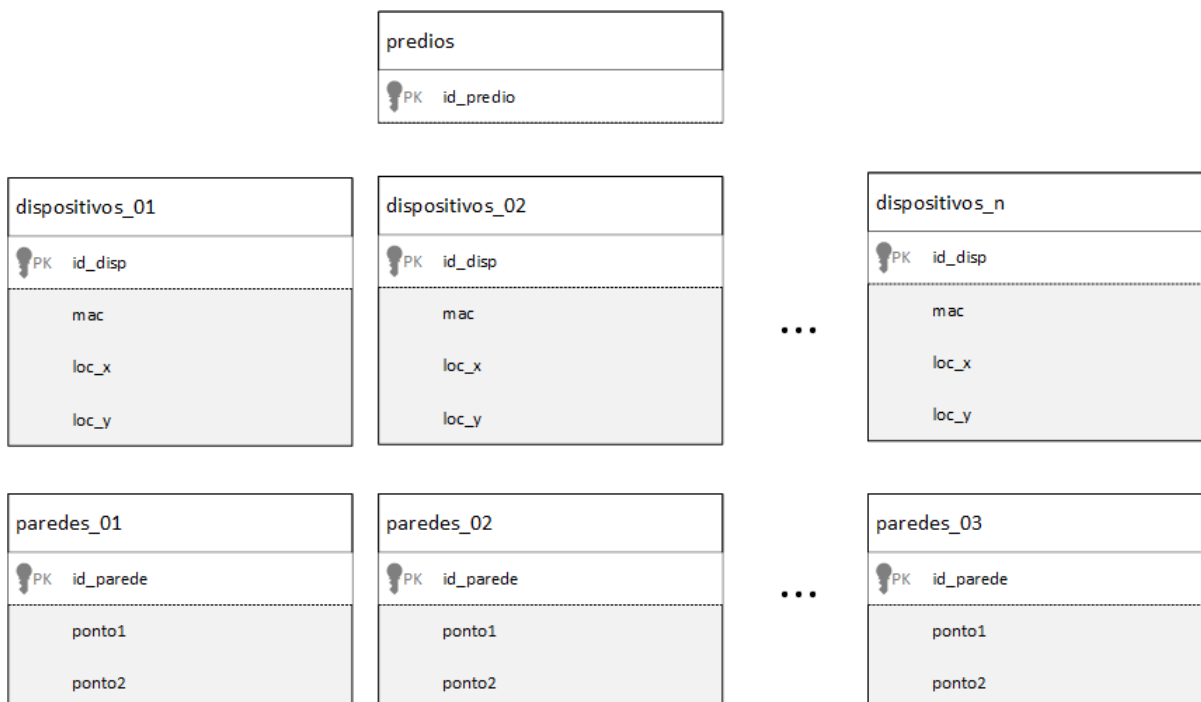 predios
PK id_predio
dispositivos_01
PK id_disp
mac
loc_x
loc_y
dispositivos_02
PK id_disp
mac
loc_x
loc_y
...
dispositivos_n
PK id_disp
mac
loc_x
loc_y
paredes_01
PK id_parede
ponto1
ponto2
paredes_02
PK id_parede
ponto1
ponto2
...
paredes_03
PK id_parede
ponto1
ponto2